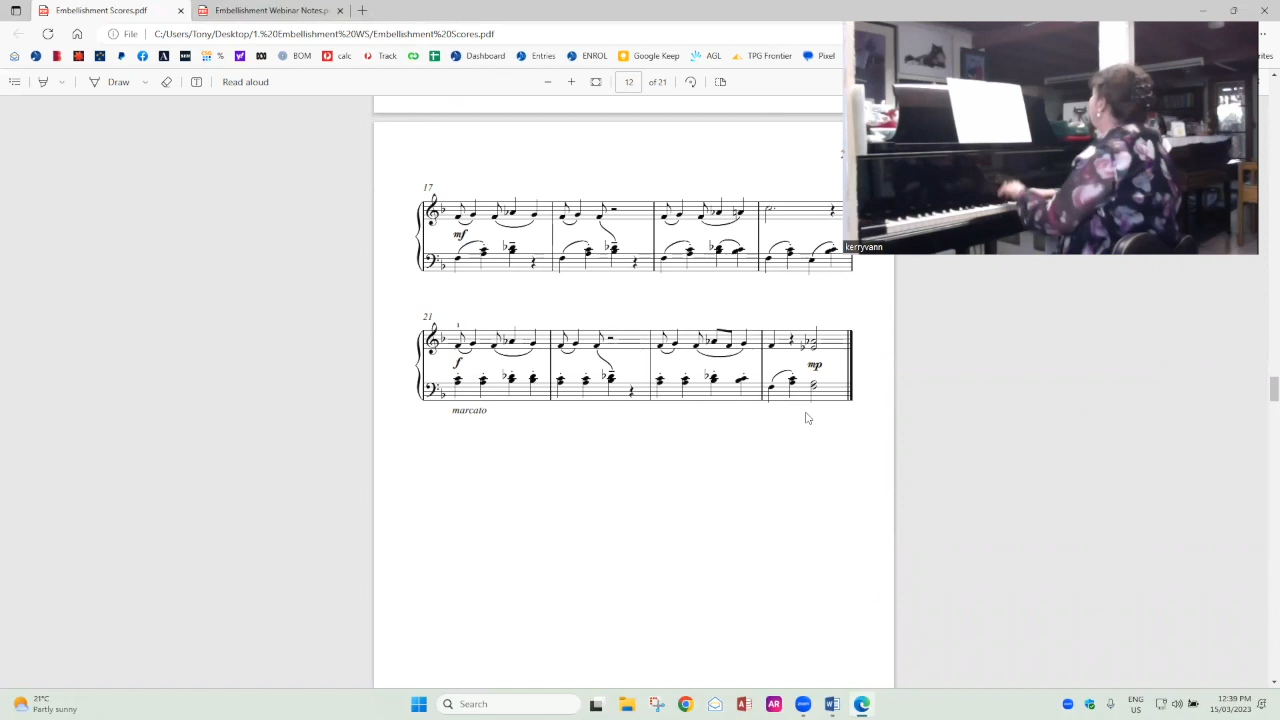 Embellishment Scores.pdf
Embellishment Webinar Notes.p
File C:/Users/Tony/Desktop/1.%20Embellishment%20WS/Embellishment%20Scores.pdf
BOM calc Track Dashboard Entries ENROL Google Keep AGL TPG Frontier Pixel
rites
Draw Read aloud 12 of 21
kerryvann
17
mf
21
1
f
mp
marcato
21°C
Partly sunny
Search
ENG
US
12:39 PM
15/03/2023